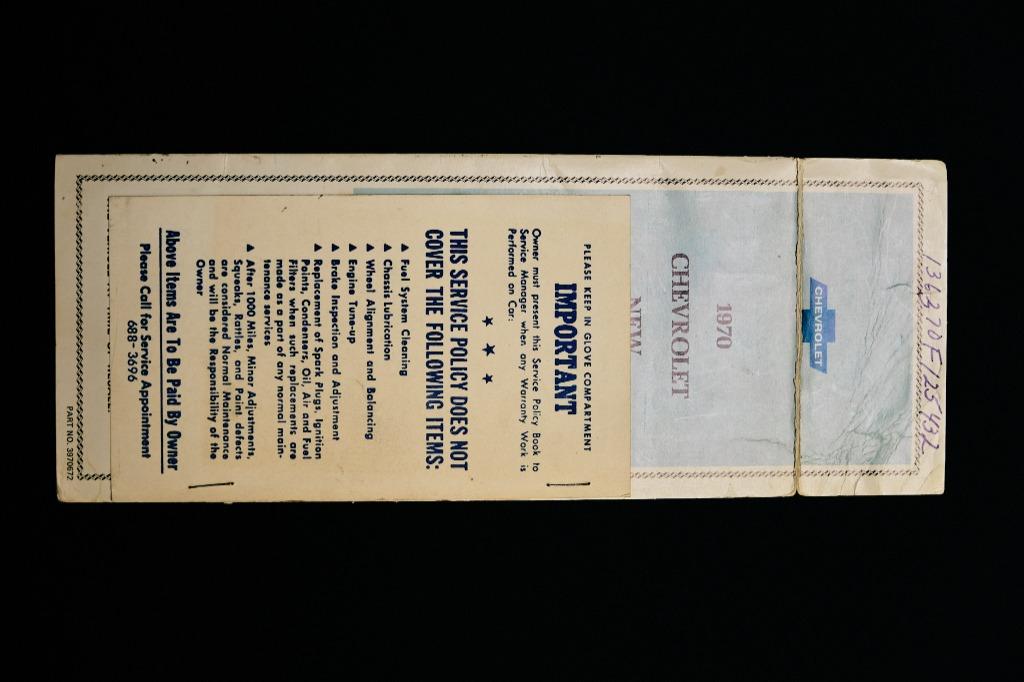 136370F125432
CHEVROLET
1970
CHEVROLET
NEW
PLEASE KEEP IN GLOVE COMPARTMENT
IMPORTANT
Owner must present this Service Policy Book to
Service Manager when any Warranty Work is
Performed on Car:
★ ★ ★
THIS SERVICE POLICY DOES NOT
COVER THE FOLLOWING ITEMS:
▲ Fuel System Cleaning
▲ Chassis Lubrication
▲ Wheel Alignment and Balancing
▲ Engine Tune-up
▲ Brake Inspection and Adjustment
▲ Replacement of Spark Plugs, Ignition
Points, Condensers, Oil, Air and Fuel
Filters when such replacements are
made as a part of any normal main-
tenance services
▲ After 1000 Miles, Minor Adjustments,
Squeaks, Rattles, and Paint defects
are considered Normal Maintenance
and will be the Responsibility of the
Owner
Above Items Are To Be Paid By Owner
Please Call for Service Appointment
688-3696
PART NO. 3970672